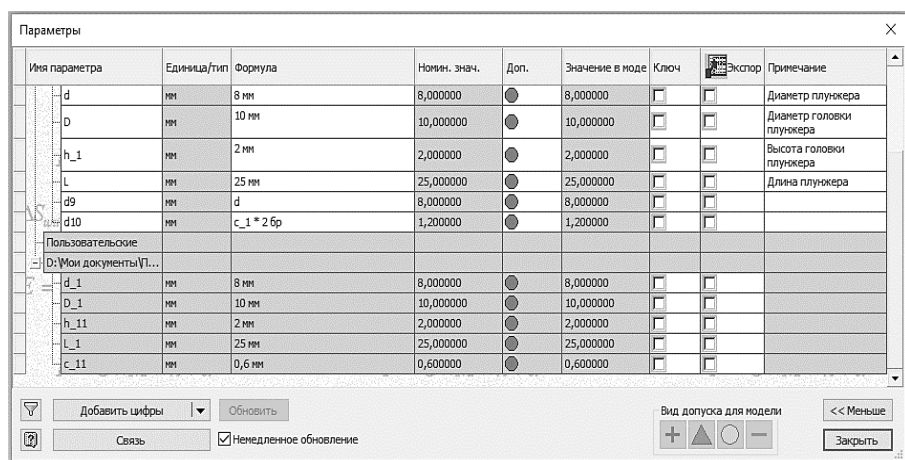 Параметры
Имя параметра Единица/тип Формула Номин. знач. Доп. Значение в моде Ключ Экспор Примечание
d мм 8 мм 8,000000 8,000000 Диаметр плунжера
D мм 10 мм 10,000000 10,000000 Диаметр головки плунжера
h_1 мм 2 мм 2,000000 2,000000 Высота головки плунжера
L мм 25 мм 25,000000 25,000000 Длина плунжера
d9 мм d 8,000000 8,000000
d10 мм c_1 * 2 бр 1,200000 1,200000
Пользовательские
D:\Мои документы\П...
d_1 мм 8 мм 8,000000 8,000000
D_1 мм 10 мм 10,000000 10,000000
h_11 мм 2 мм 2,000000 2,000000
L_1 мм 25 мм 25,000000 25,000000
c_11 мм 0,6 мм 0,600000 0,600000
Добавить цифры Обновить Вид допуска для модели << Меньше
Связь Немедленное обновление Закрыть